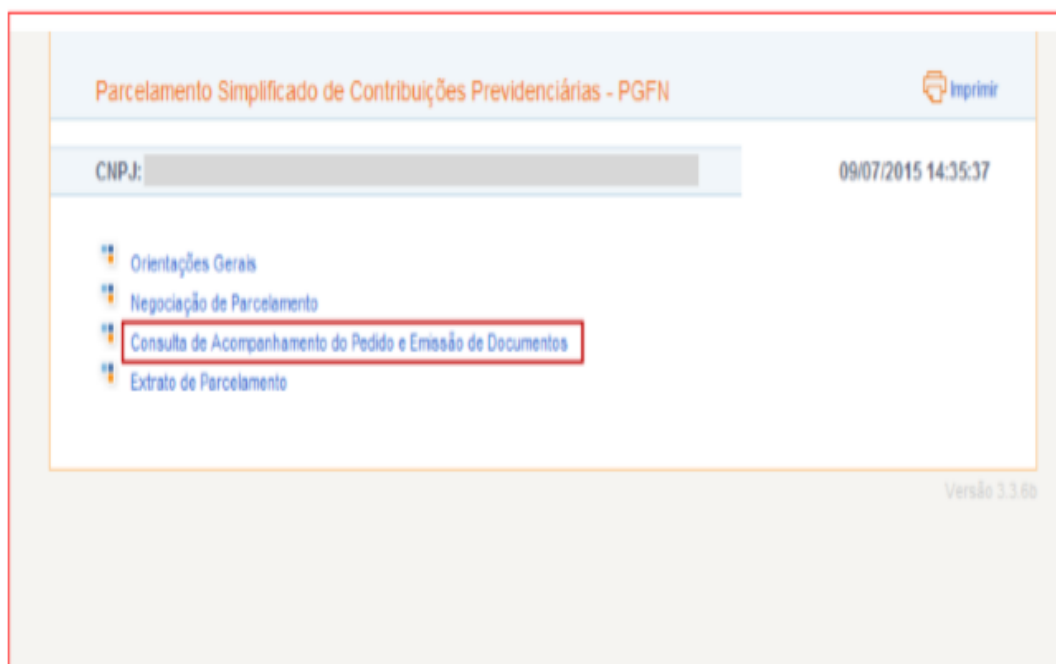 Parcelamento Simplificado de Contribuições Previdenciárias - PGFN
Imprimir
CNPJ:
09/07/2015 14:35:37
Orientações Gerais
Negociação de Parcelamento
Consulta de Acompanhamento do Pedido e Emissão de Documentos
Extrato de Parcelamento
Versão 3.3.6b